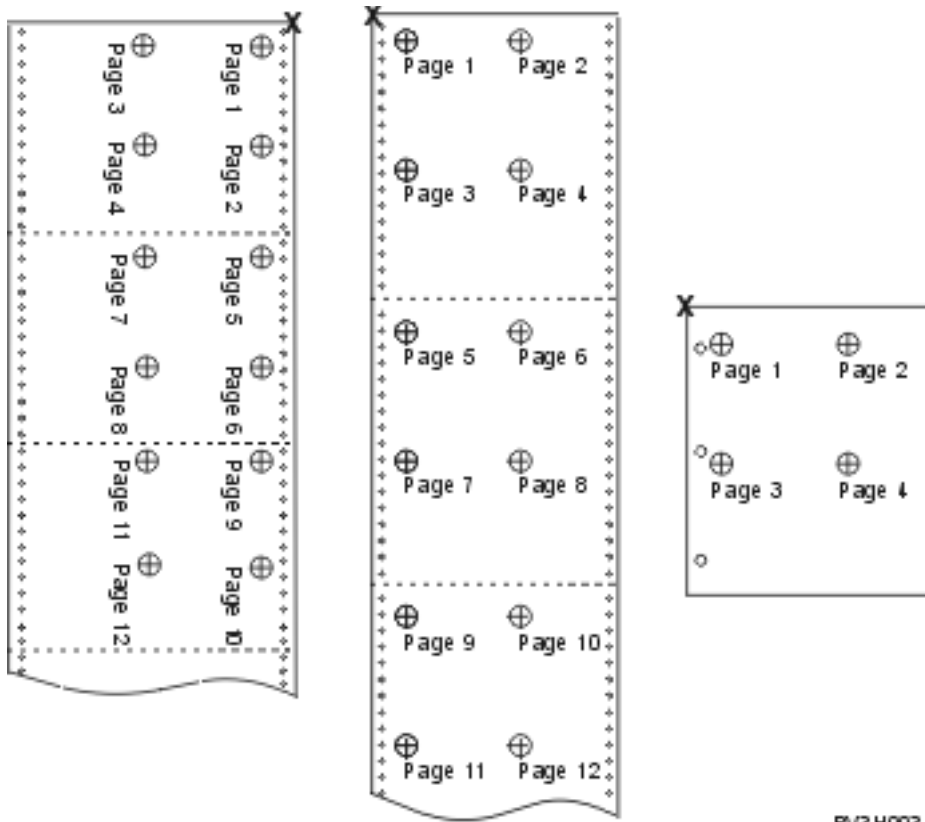 X
Page 1
Page 3
Page 2
Page 4
Page 5
Page 7
Page 6
Page 8
Page 9
Page 11
Page 10
Page 12
X
Page 1 Page 2
Page 3 Page 4
Page 5 Page 6
Page 7 Page 8
Page 9 Page 10
Page 11 Page 12
X
Page 1 Page 2
Page 3 Page 4